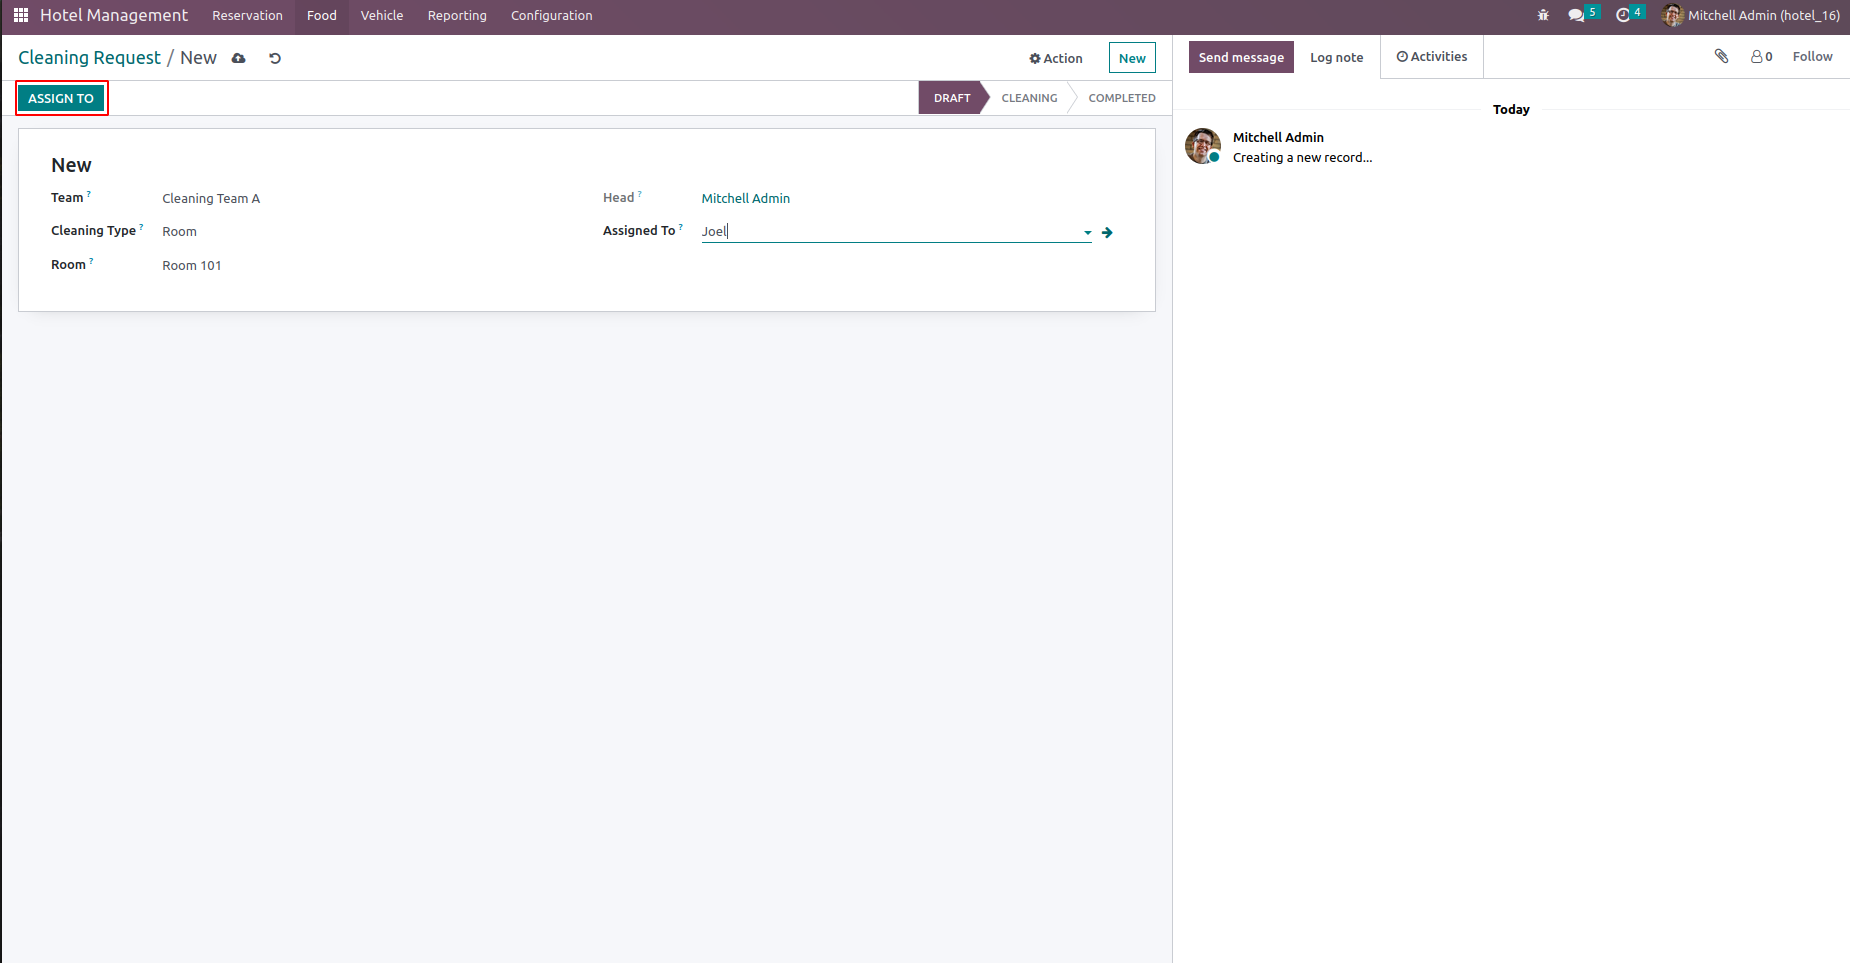 Hotel Management Reservation Food Vehicle Reporting Configuration 5 4 Mitchell Admin (hotel_16)
Cleaning Request / New Action New Send message Log note Activities 0 Follow
ASSIGN TO DRAFT CLEANING COMPLETED
Today
Mitchell Admin
Creating a new record...
New
Team ? Cleaning Team A Head ? Mitchell Admin
Cleaning Type ? Room Assigned To ? Joel
Room ? Room 101